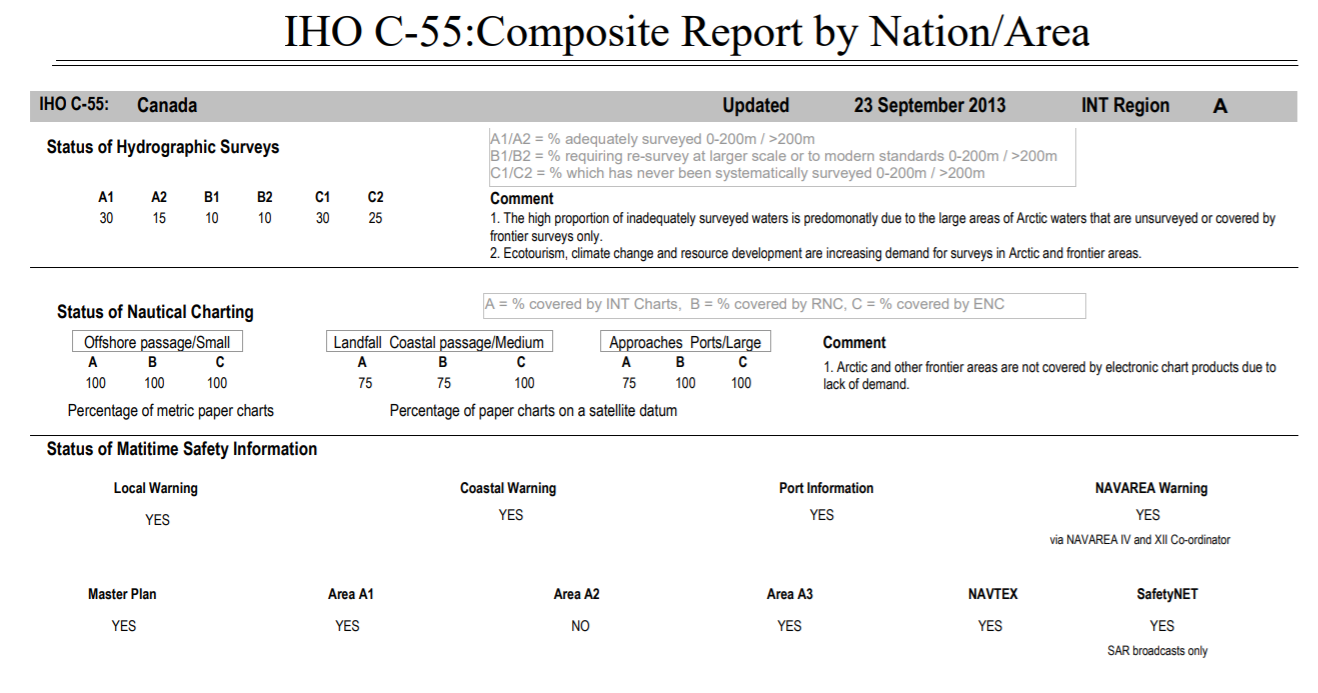 IHO C-55:Composite Report by Nation/Area
IHO C-55: Canada Updated 23 September 2013 INT Region A
Status of Hydrographic Surveys
A1/A2 = % adequately surveyed 0-200m / >200m
B1/B2 = % requiring re-survey at larger scale or to modern standards 0-200m / >200m
C1/C2 = % which has never been systematically surveyed 0-200m / >200m
A1 A2 B1 B2 C1 C2
30 15 10 10 30 25
Comment
1. The high proportion of inadequately surveyed waters is predomonatly due to the large areas of Arctic waters that are unsurveyed or covered by
frontier surveys only.
2. Ecotourism, climate change and resource development are increasing demand for surveys in Arctic and frontier areas.
Status of Nautical Charting
A = % covered by INT Charts, B = % covered by RNC, C = % covered by ENC
Offshore passage/Small Landfall Coastal passage/Medium Approaches Ports/Large
A B C A B C A B C
100 100 100 75 75 100 75 100 100
Comment
1. Arctic and other frontier areas are not covered by electronic chart products due to
lack of demand.
Percentage of metric paper charts Percentage of paper charts on a satellite datum
Status of Matitime Safety Information
Local Warning Coastal Warning Port Information NAVAREA Warning
YES YES YES YES
via NAVAREA IV and XII Co-ordinator
Master Plan Area A1 Area A2 Area A3 NAVTEX SafetyNET
YES YES NO YES YES YES
SAR broadcasts only